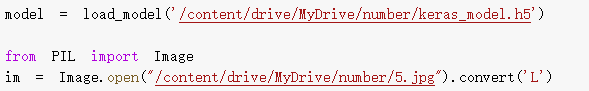 model = load_model('/content/drive/MyDrive/number/keras_model.h5')
from PIL import Image
im = Image.open("/content/drive/MyDrive/number/5.jpg").convert('L')